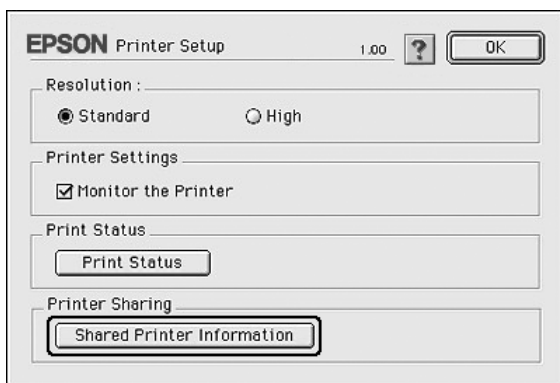 EPSON Printer Setup 1.00 ? OK
Resolution :
Standard High
Printer Settings
Monitor the Printer
Print Status
Print Status
Printer Sharing
Shared Printer Information